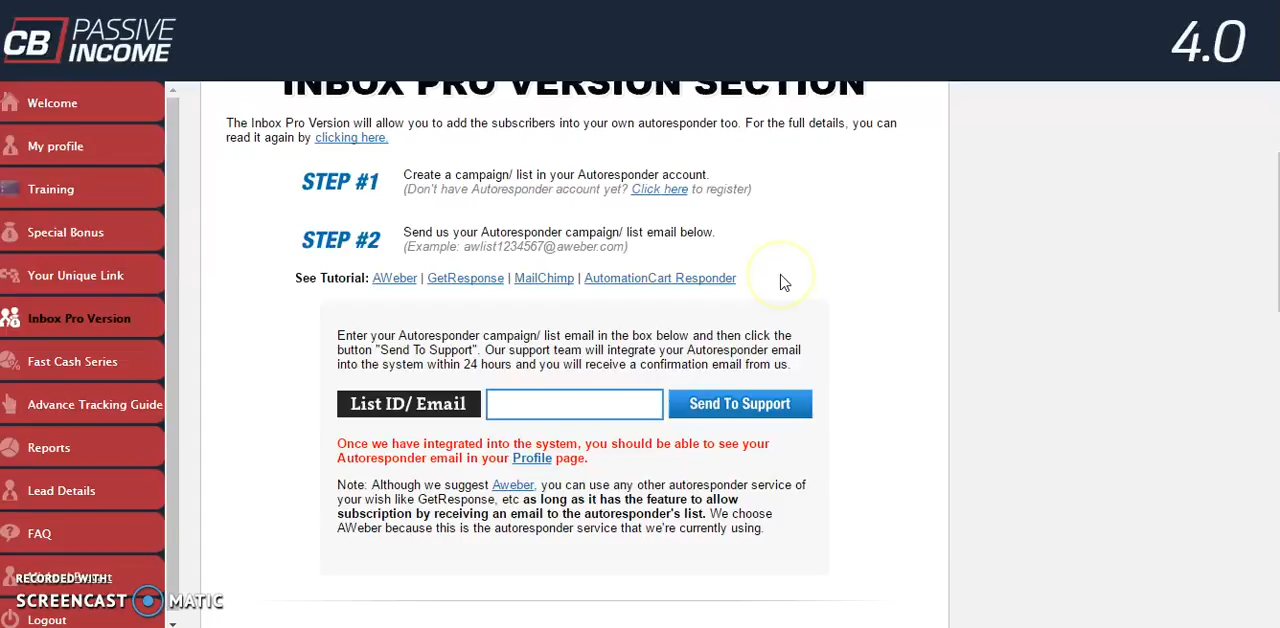 CB PASSIVE INCOME
4.0
Welcome
My profile
Training
Special Bonus
Your Unique Link
Inbox Pro Version
Fast Cash Series
Advance Tracking Guide
Reports
Lead Details
FAQ
Logout
INBOX PRO VERSION SECTION
The Inbox Pro Version will allow you to add the subscribers into your own autoresponder too. For the full details, you can
read it again by clicking here.
STEP #1
Create a campaign/ list in your Autoresponder account.
(Don't have Autoresponder account yet? Click here to register)
STEP #2
Send us your Autoresponder campaign/ list email below.
(Example: awlist1234567@aweber.com)
See Tutorial: AWeber | GetResponse | MailChimp | AutomationCart Responder
Enter your Autoresponder campaign/ list email in the box below and then click the
button "Send To Support". Our support team will integrate your Autoresponder email
into the system within 24 hours and you will receive a confirmation email from us.
List ID/ Email
Send To Support
Once we have integrated into the system, you should be able to see your
Autoresponder email in your Profile page.
Note: Although we suggest Aweber, you can use any other autoresponder service of
your wish like GetResponse, etc as long as it has the feature to allow
subscription by receiving an email to the autoresponder's list. We choose
AWeber because this is the autoresponder service that we're currently using.
RECORDED WITH
SCREENCAST MATIC